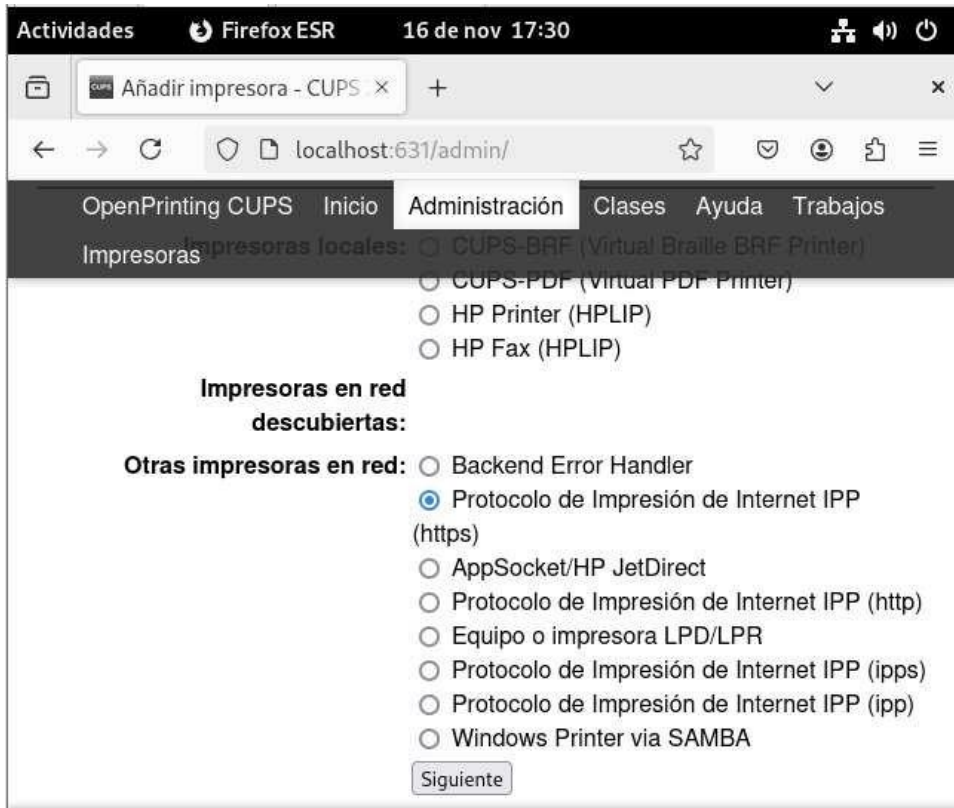 Actividades Firefox ESR 16 de nov 17:30
CUPS Añadir impresora - CUPS
localhost:631/admin/
OpenPrinting CUPS Inicio Administración Clases Ayuda Trabajos
Impresoras
Impresoras locales: CUPS-BRF (Virtual Braille BRF Printer)
CUPS-PDF (Virtual PDF Printer)
HP Printer (HPLIP)
HP Fax (HPLIP)
Impresoras en red
descubiertas:
Otras impresoras en red: Backend Error Handler
Protocolo de Impresión de Internet IPP
(https)
AppSocket/HP JetDirect
Protocolo de Impresión de Internet IPP (http)
Equipo o impresora LPD/LPR
Protocolo de Impresión de Internet IPP (ipps)
Protocolo de Impresión de Internet IPP (ipp)
Windows Printer via SAMBA
Siguiente